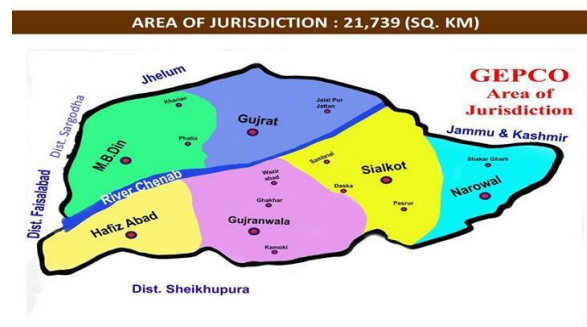 AREA OF JURISDICTION : 21,739 (SQ. KM)
GEPCO
Area of
Jurisdiction
Jhelum
Dist. Sargodha
Dist. Faisalabad
Jammu & Kashmir
Kharian
Phalia
M.B.Din
Gujrat
Jalal Pur
Jattan
River Chenab
Hafiz Abad
Wazir
abad
Ghakhar
Gujranwala
Kamoki
Sambrial
Daska
Sialkot
Pasrur
Shakar Gharh
Narowal
Dist. Sheikhupura